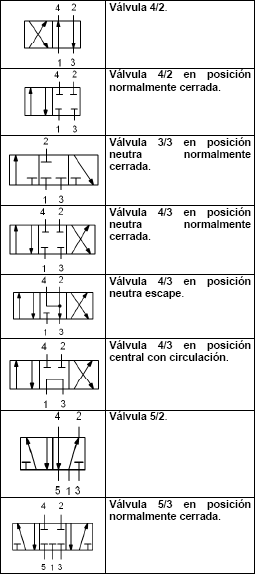 4 2
Válvula 4/2.
1 3
4 2
Válvula 4/2 en posición
normalmente cerrada.
1 3
2
Válvula 3/3 en posición
neutra normalmente
cerrada.
1 3
4 2
Válvula 4/3 en posición
neutra normalmente
cerrada.
1 3
4 2
Válvula 4/3 en posición
neutra escape.
1 3
4 2
Válvula 4/3 en posición
central con circulación.
1 3
4 2
Válvula 5/2.
5 1 3
4 2
Válvula 5/3 en posición
normalmente cerrada.
5 1 3